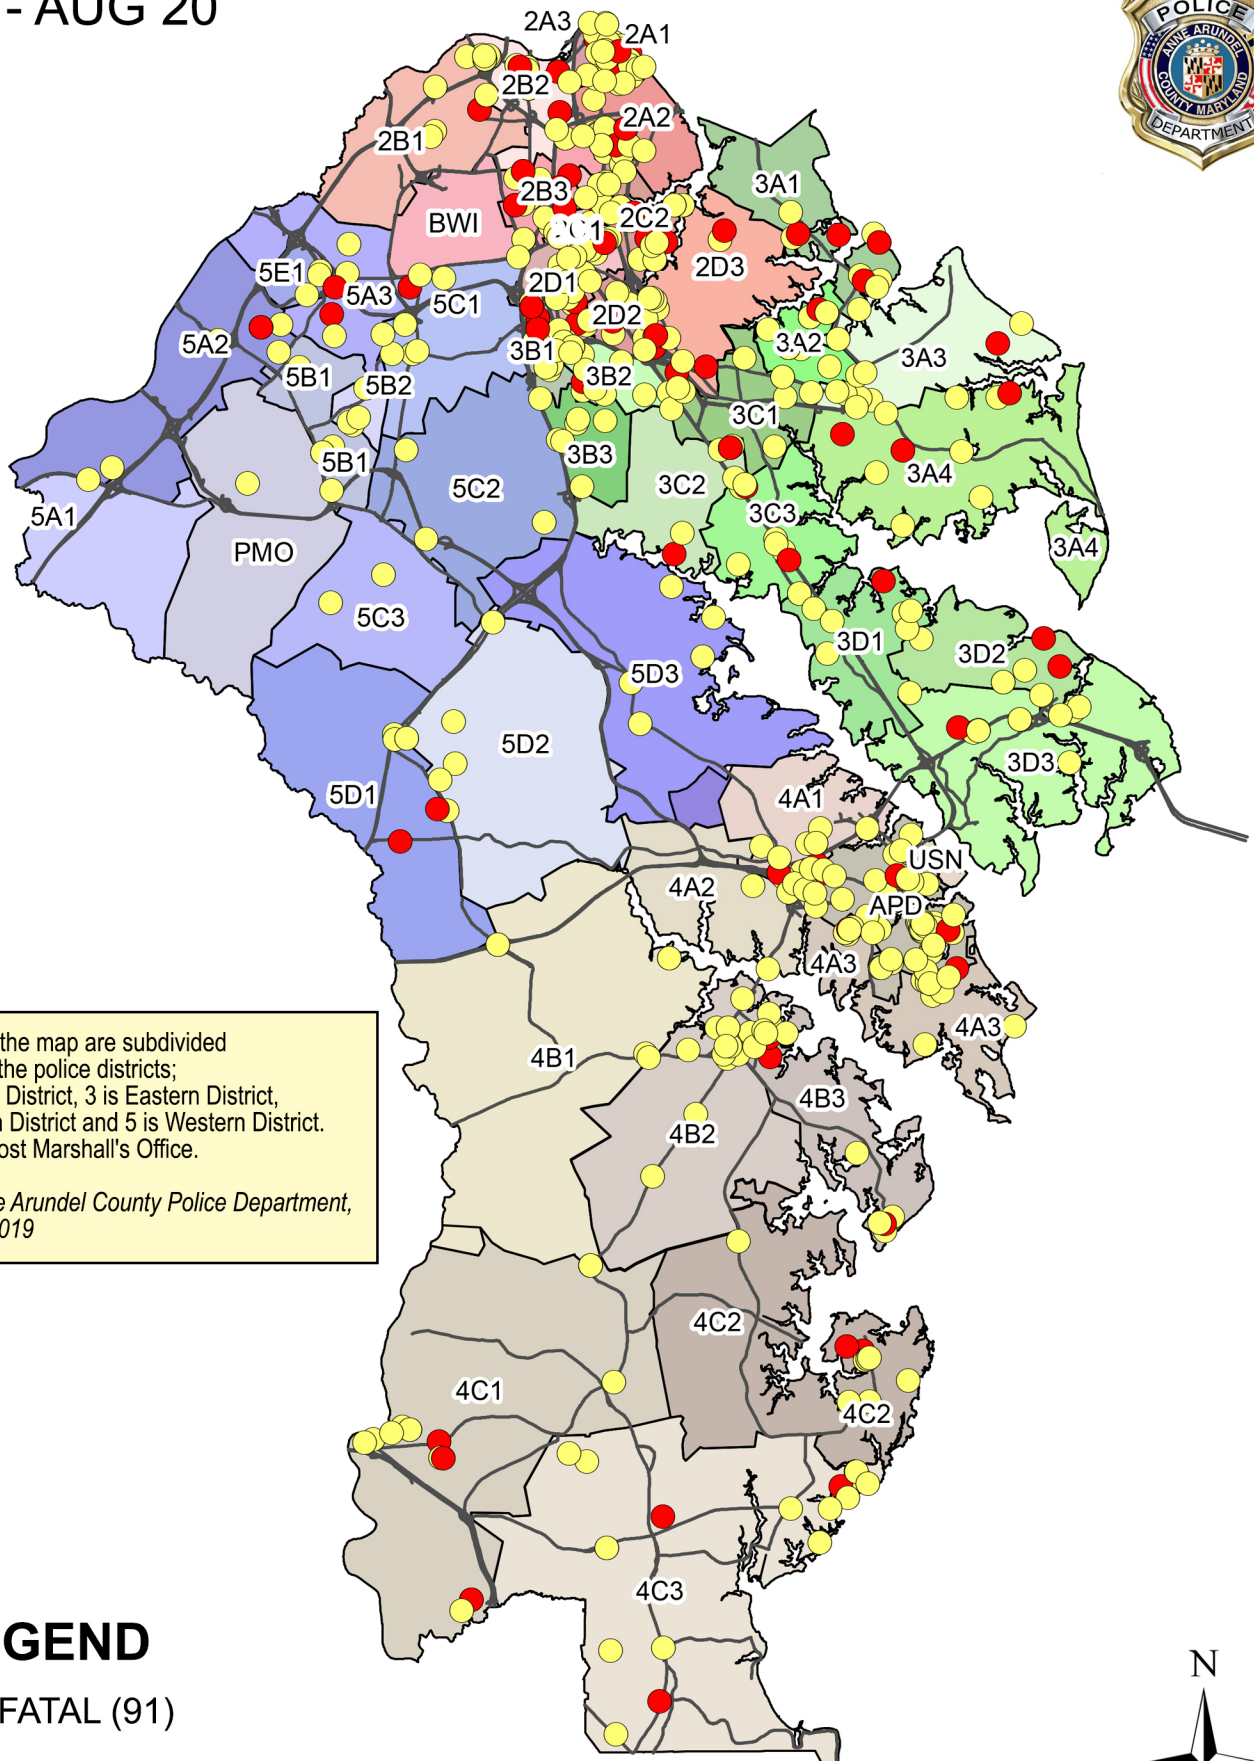 - AUG 20
POLICE
ANNE ARUNDEL
COUNTY MARYLAND
DEPARTMENT
2A3
2A1
2B2
2A2
2B1
3A1
2B3
BWI
2C1
2C2
2D3
5E1
5A3
2D1
5C1
2D2
5A2
3B1
3A2
3A3
5B1
5B2
3B2
3C1
3B3
5B1
5C2
3C2
3A4
5A1
3C3
PMO
3A4
5C3
3D1
3D2
5D3
5D2
3D3
5D1
4A1
USN
4A2
APD
4A3
4A3
the map are subdivided
the police districts;
District, 3 is Eastern District,
District and 5 is Western District.
ost Marshall's Office.
e Arundel County Police Department,
019
4B1
4B3
4B2
4C2
4C1
4C2
4C3
GEND
FATAL (91)
N